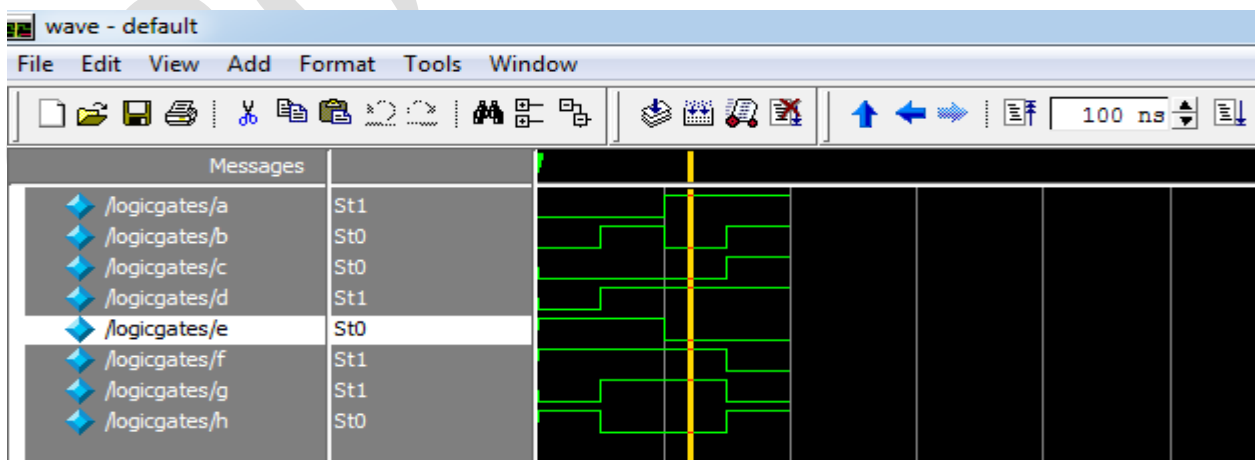 wave - default
File Edit View Add Format Tools Window
100 ns
Messages
/logicgates/a St1
/logicgates/b St0
/logicgates/c St0
/logicgates/d St1
/logicgates/e St0
/logicgates/f St1
/logicgates/g St1
/logicgates/h St0